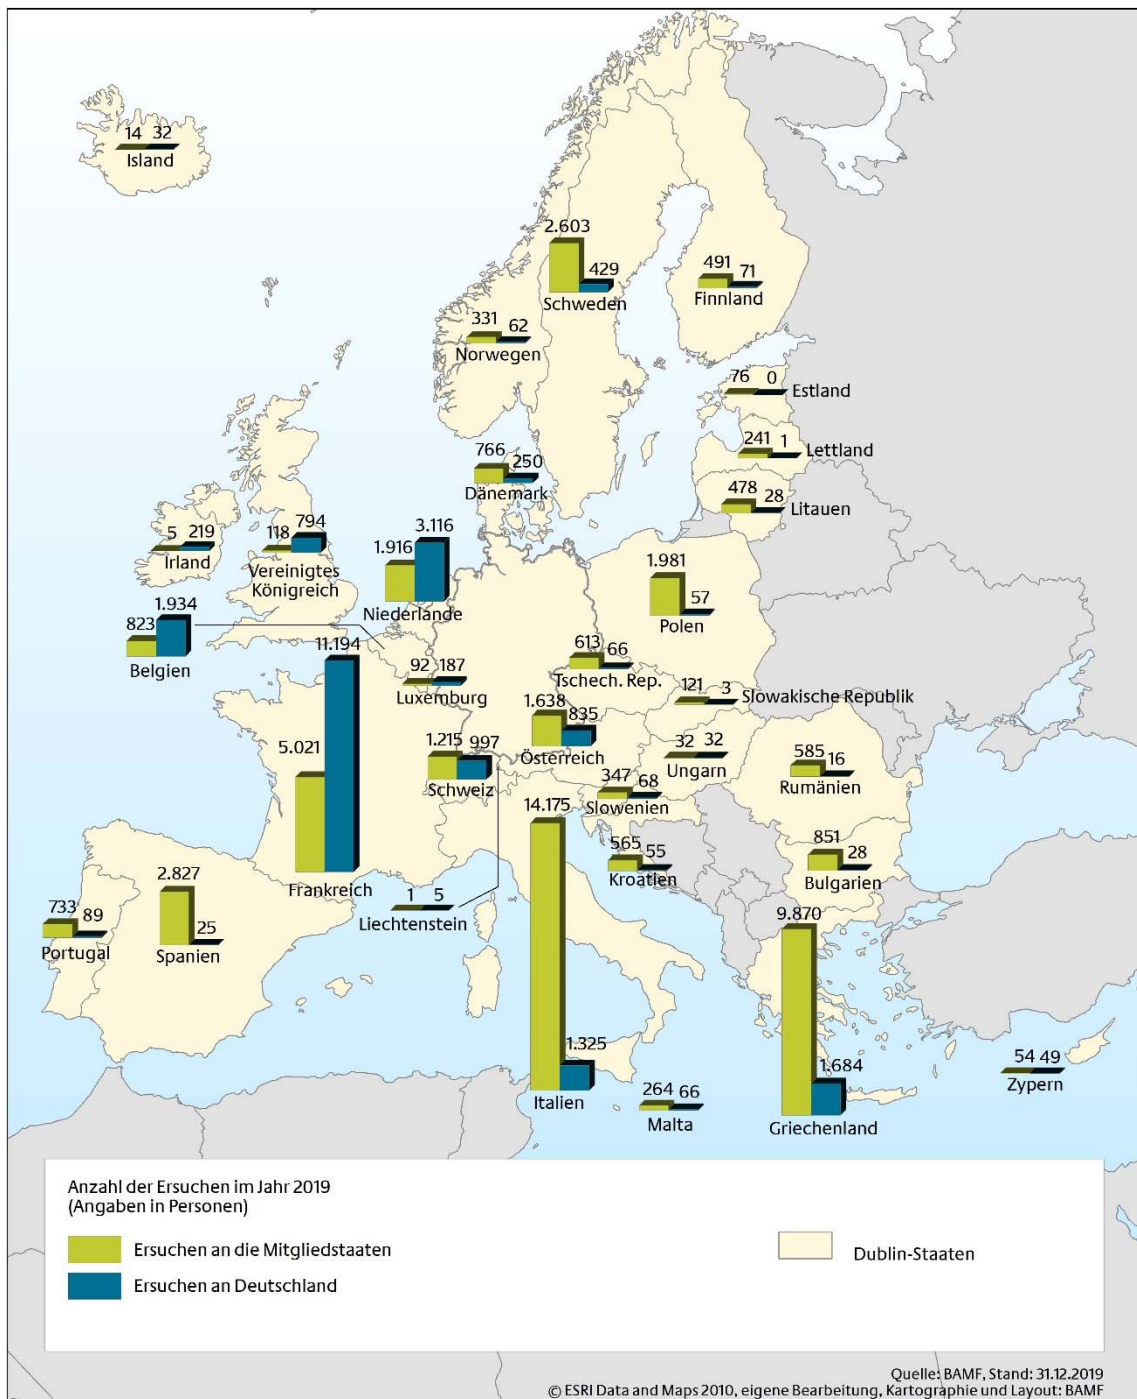 14 32
Island
2.603
429
Schweden
491 71
Finnland
331 62
Norwegen
76 0
Estland
241 1
Lettland
766
250
Dänemark
478 28
Litauen
5 219
Irland
118 794
Vereinigtes
Königreich
1.916 3.116
Niederlande
1.981
57
Polen
823 1.934
Belgien
11.194
5.021
Frankreich
92 187
Luxemburg
613 66
Tschech. Rep.
121 3
Slowakische Republik
1.638
835
Österreich
1.215 997
Schweiz
32 32
Ungarn
585 16
Rumänien
347 68
Slowenien
14.175
1.325
Italien
565 55
Kroatien
851 28
Bulgarien
733 89
Portugal
2.827
25
Spanien
1 5
Liechtenstein
9.870
1.684
Griechenland
264 66
Malta
54 49
Zypern
Anzahl der Ersuchen im Jahr 2019
(Angaben in Personen)
Ersuchen an die Mitgliedstaaten
Ersuchen an Deutschland
Dublin-Staaten
Quelle: BAMF, Stand: 31.12.2019
© ESRI Data and Maps 2010, eigene Bearbeitung, Kartographie und Layout: BAMF